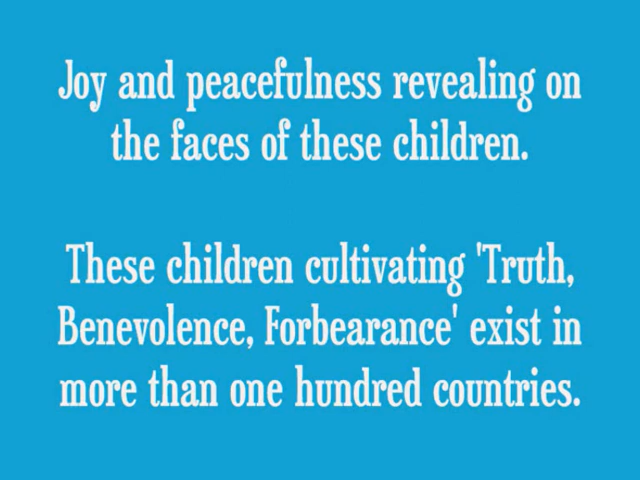 Joy and peacefulness revealing on
the faces of these children.
These children cultivating 'Truth,
Benevolence, Forbearance' exist in
more than one hundred countries.